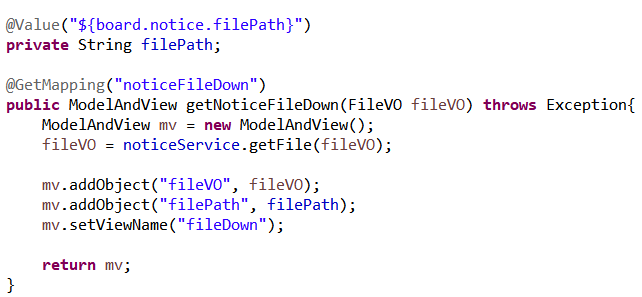 @Value("${board.notice.filePath}")
private String filePath;

@GetMapping("noticeFileDown")
public ModelAndView getNoticeFileDown(FileVO fileVO) throws Exception{
    ModelAndView mv = new ModelAndView();
    fileVO = noticeService.getFile(fileVO);

    mv.addObject("fileVO", fileVO);
    mv.addObject("filePath", filePath);
    mv.setViewName("fileDown");

    return mv;
}